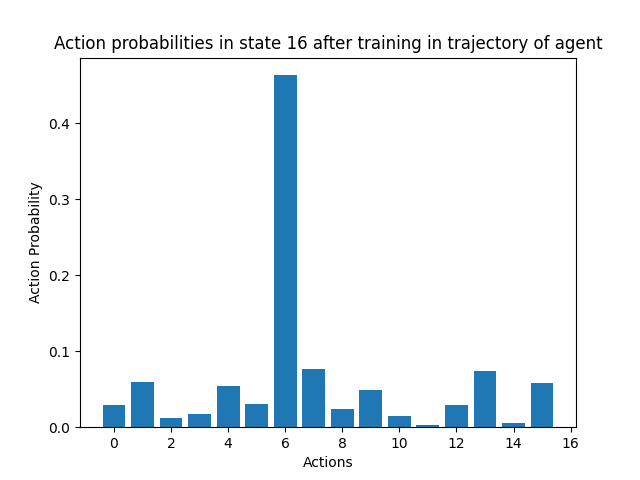 Action probabilities in state 16 after training in trajectory of agent
Action Probability
0.4
0.3
0.2
0.1
0.0
0 2 4 6 8 10 12 14 16
Actions